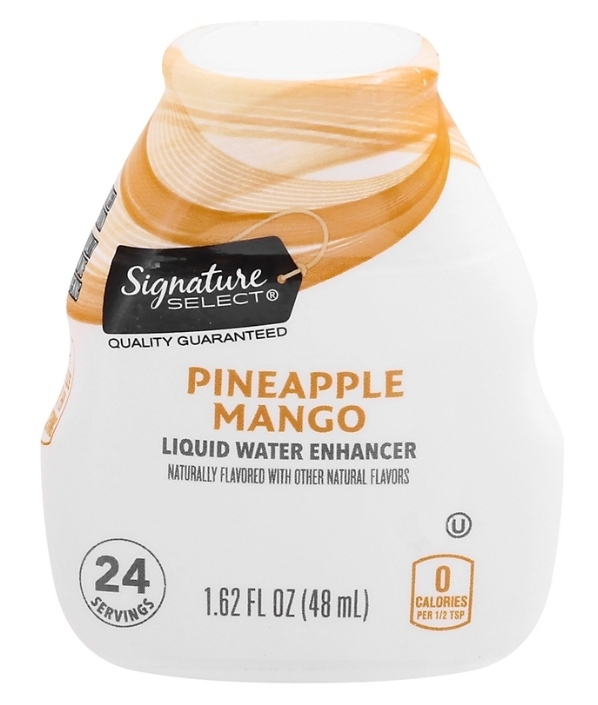 Signature
SELECT®
QUALITY GUARANTEED
PINEAPPLE
MANGO
LIQUID WATER ENHANCER
NATURALLY FLAVORED WITH OTHER NATURAL FLAVORS
U
24
SERVINGS
1.62 FL OZ (48 mL)
0
CALORIES
PER 1/2 TSP